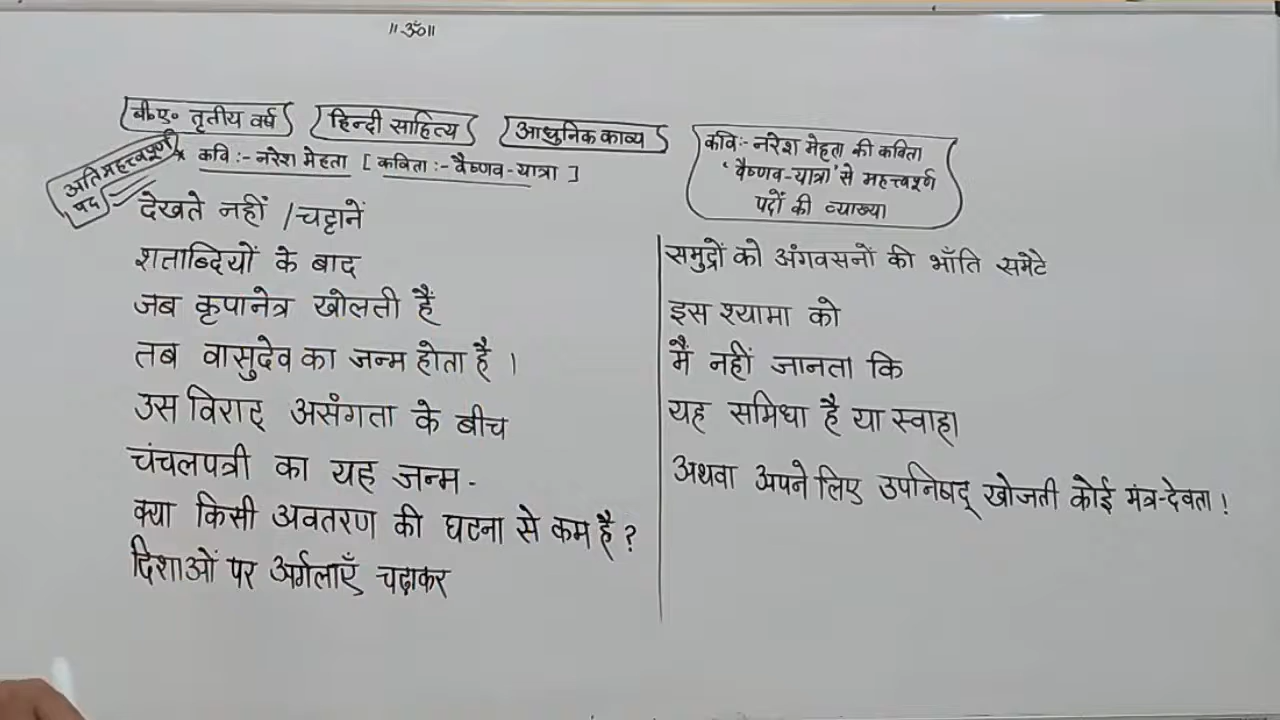 ॥ॐ॥
बी॰ए॰ तृतीय वर्ष
हिन्दी साहित्य
आधुनिक काव्य
कविः- नरेश मेहता की कविता
'वैष्णव-यात्रा' से महत्त्वपूर्ण
पदों की व्याख्या
अतिमहत्त्वपूर्ण
पद
* कविः- नरेश मेहता [ कविताः- वैष्णव-यात्रा ]
देखते नहीं /चट्टानें
शताब्दियों के बाद
जब कृपानेत्र खोलती हैं
तब वासुदेव का जन्म होता है ।
उस विराट् असंगता के बीच
चंचलपत्री का यह जन्म -
क्या किसी अवतरण की घटना से कम है ?
दिशाओं पर अर्गलाएँ चढ़ाकर
समुद्रों को अंगवसनों की भाँति समेटे
इस श्यामा को
मैं नहीं जानता कि
यह समिधा है या स्वाहा
अथवा अपने लिए उपनिषद् खोजती कोई मंत्र-देवता !